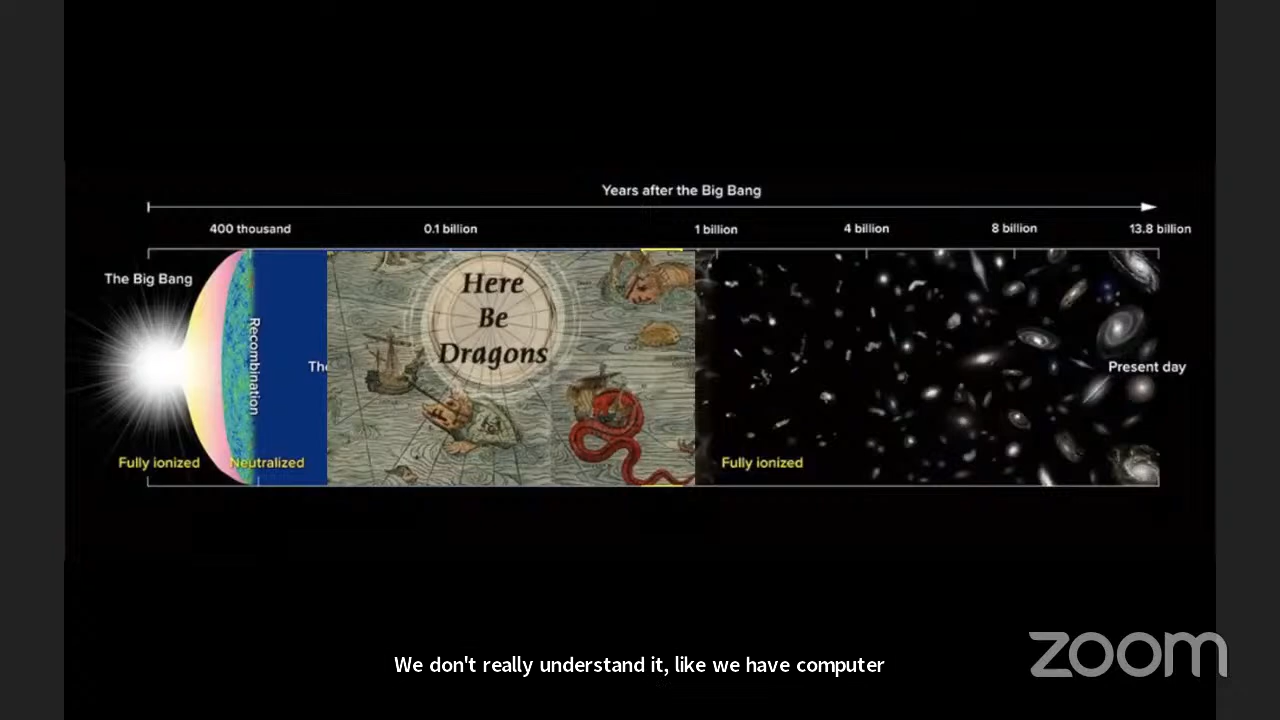 Years after the Big Bang
400 thousand
0.1 billion
1 billion
4 billion
8 billion
13.8 billion
The Big Bang
Here
Be
Dragons
Recombination
The
Present day
Fully ionized
Neutralized
Fully ionized
We don't really understand it, like we have computer
zoom